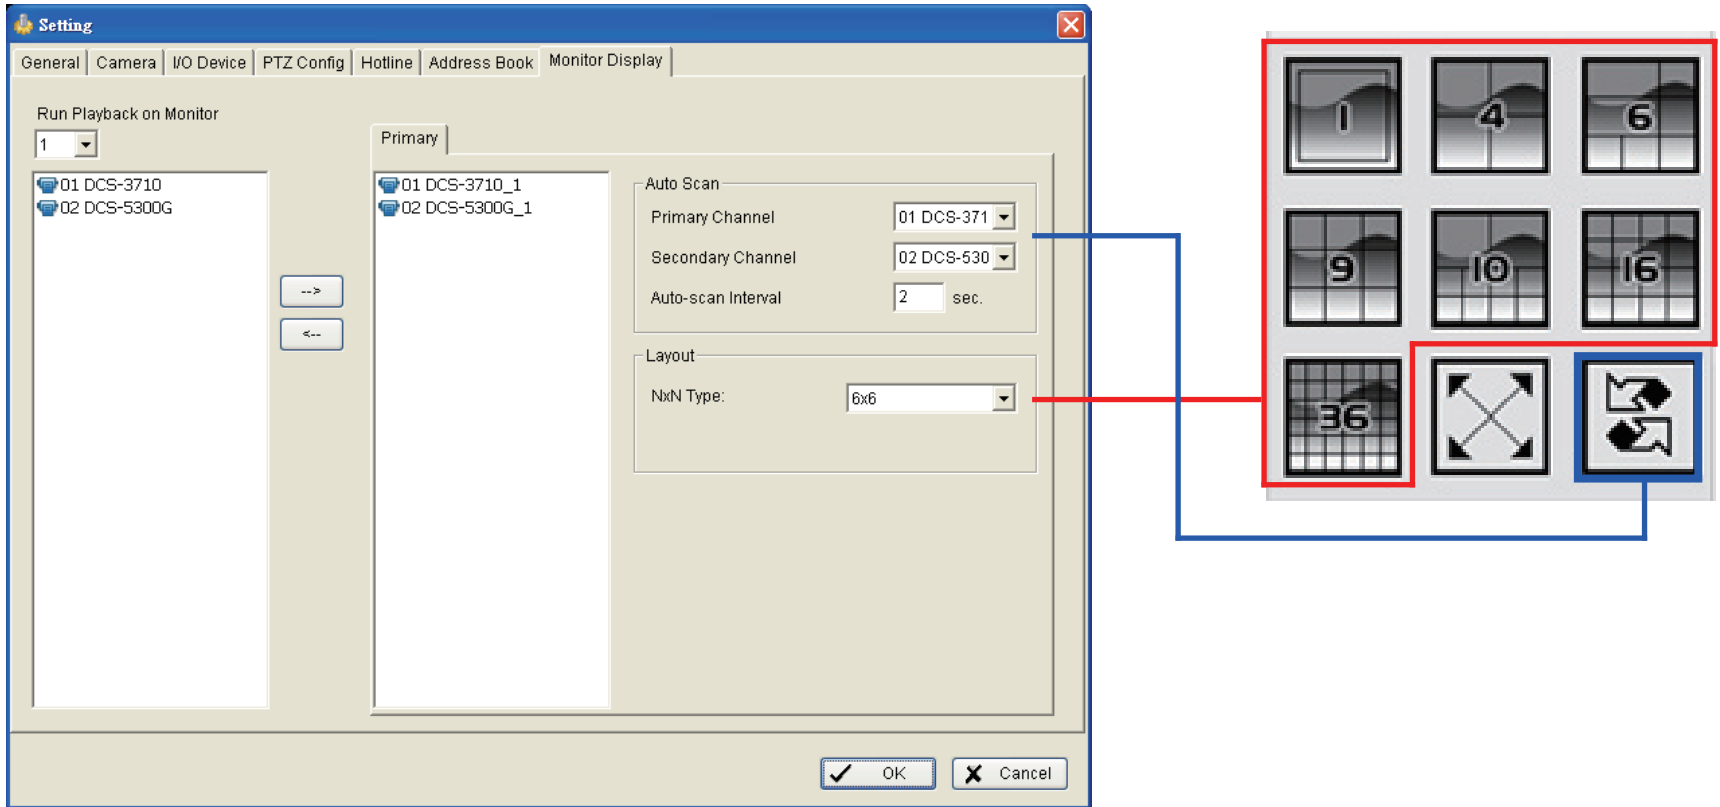 Setting
General Camera I/O Device PTZ Config Hotline Address Book Monitor Display
Run Playback on Monitor
1
01 DCS-3710
02 DCS-5300G
-->
<--
Primary
01 DCS-3710_1
02 DCS-5300G_1
Auto Scan
Primary Channel 01 DCS-371
Secondary Channel 02 DCS-530
Auto-scan Interval 2 sec.
Layout
NxN Type: 6x6
OK Cancel
1 4 6
9 10 16
36